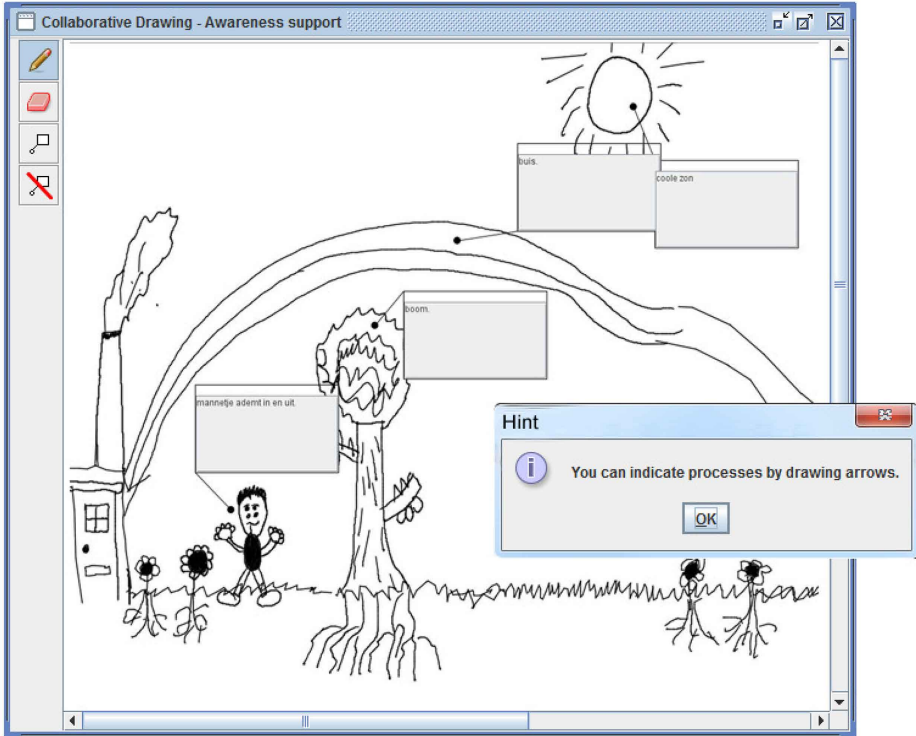 Collaborative Drawing - Awareness support
buis.
coole zon
boom.
mannetje ademt in en uit.
Hint
You can indicate processes by drawing arrows.
OK